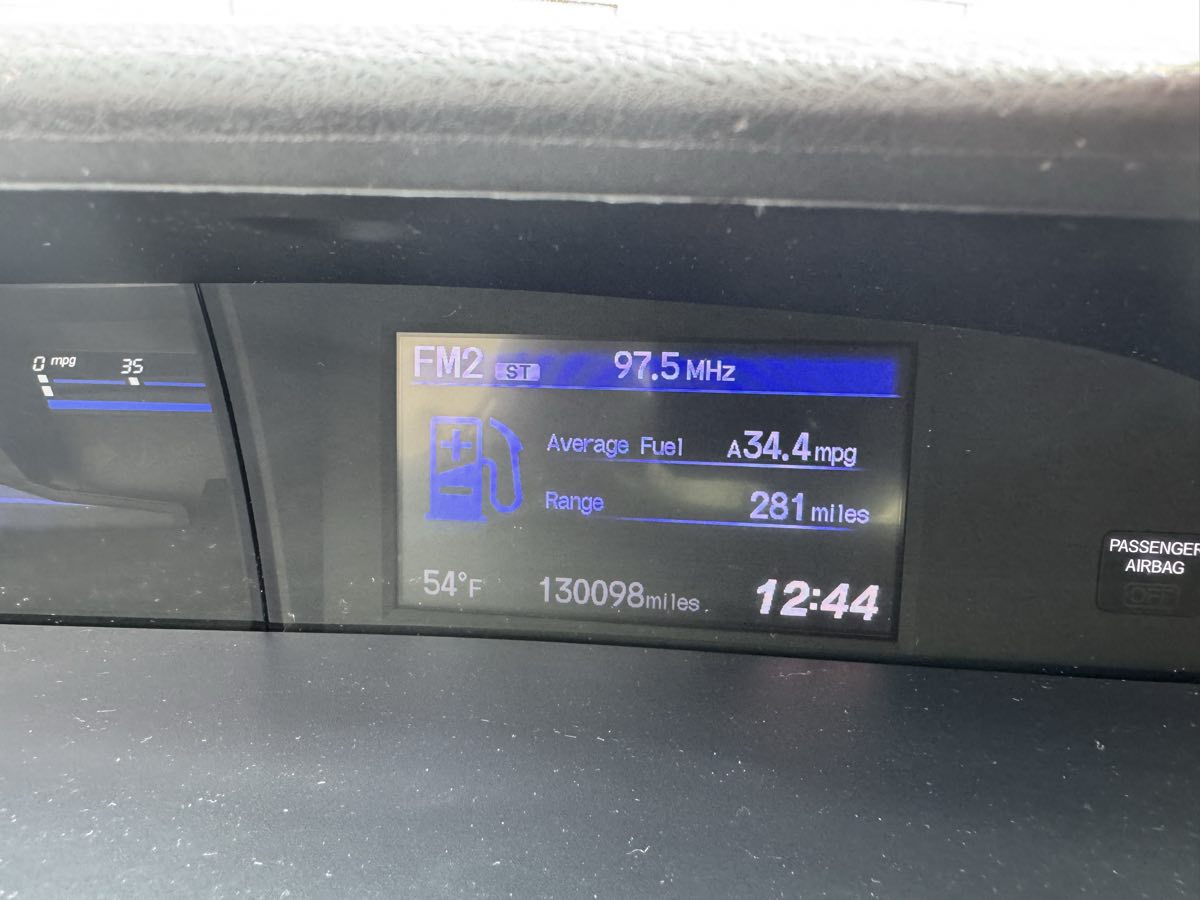 0 mpg 35
FM2 ST 97.5 MHz
Average Fuel A34.4 mpg
Range 281 miles
54°F 130098 miles 12:44
PASSENGER
AIRBAG
OFF